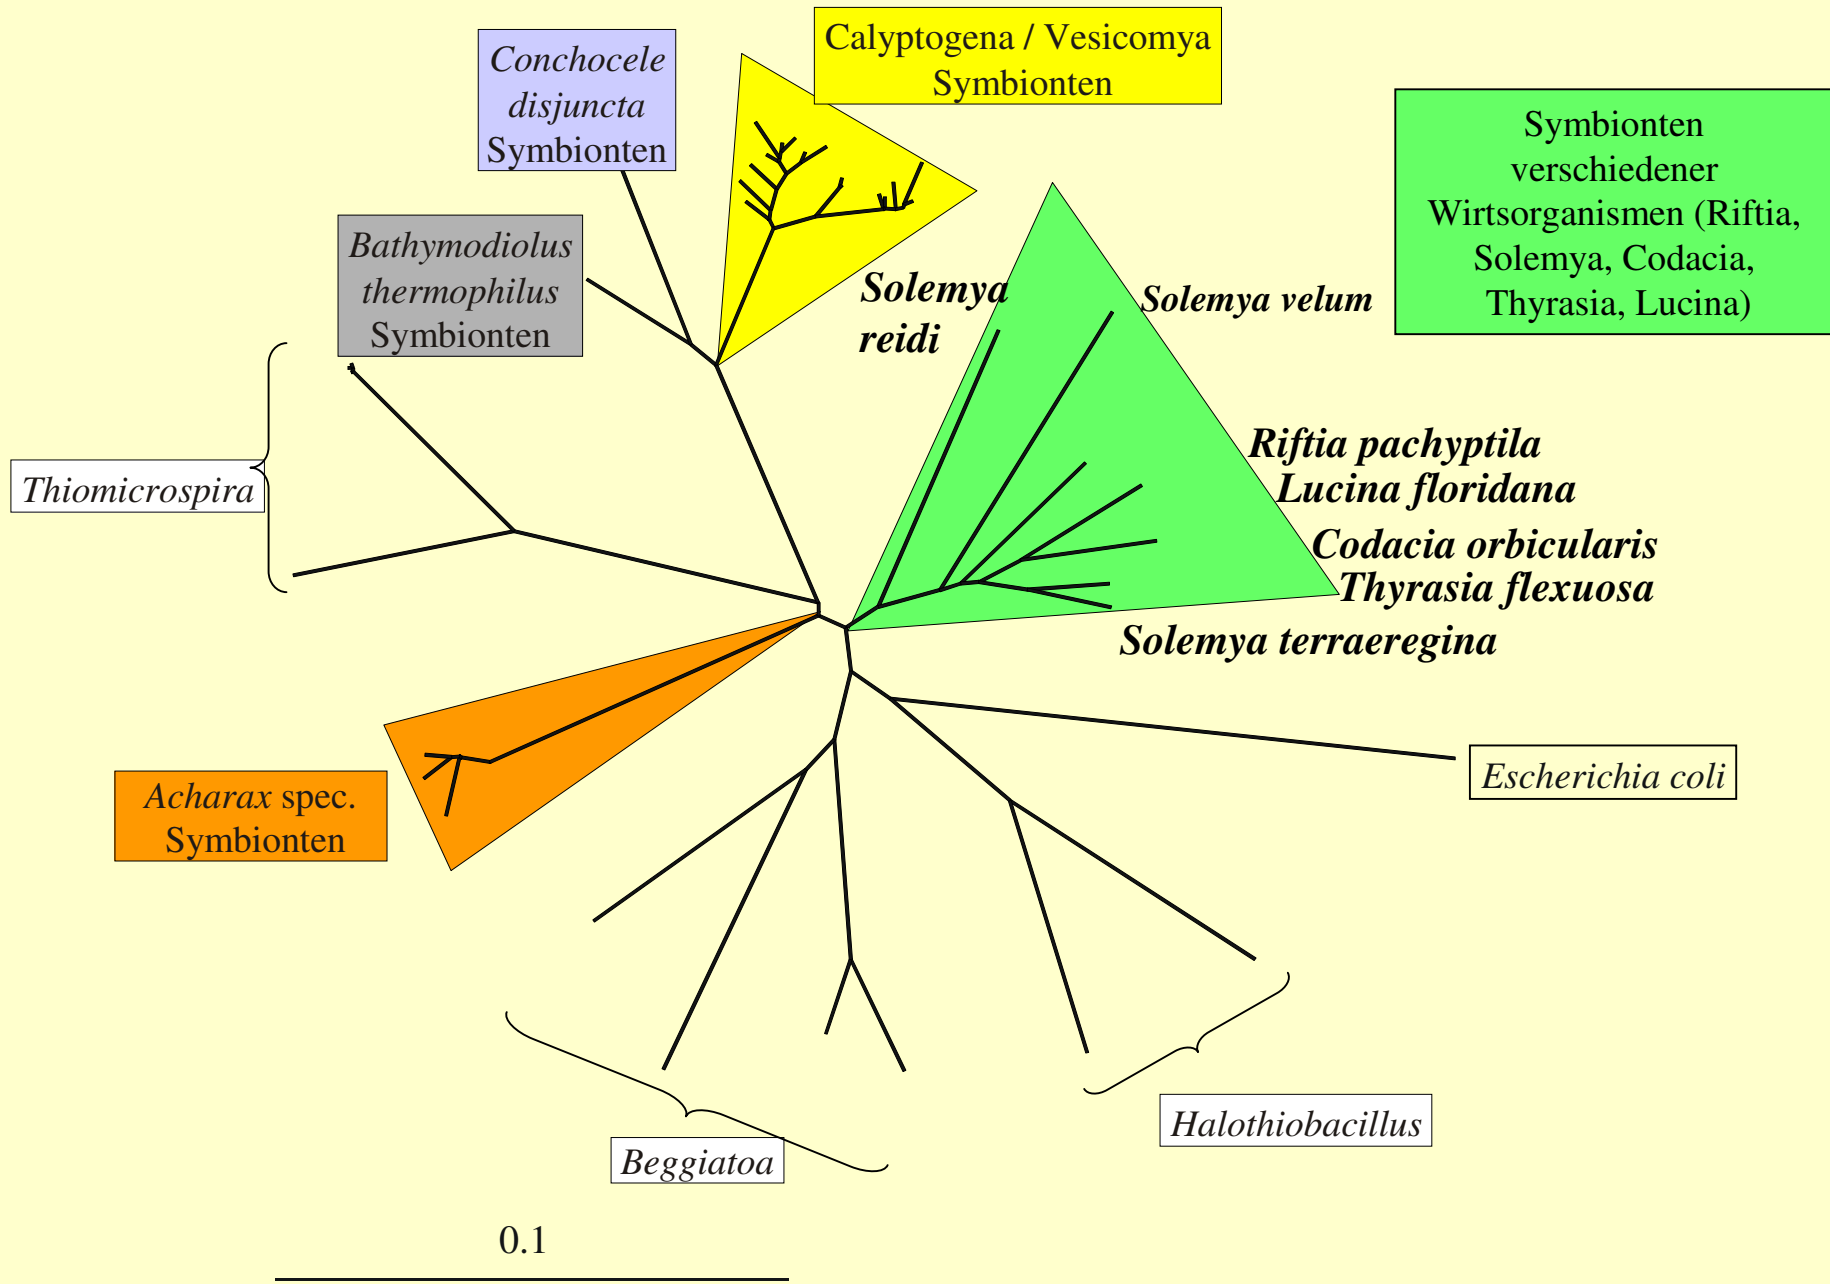 Conchocele
disjuncta
Symbionten
Calyptogena / Vesicomya
Symbionten
Symbionten
verschiedener
Wirtsorganismen (Riftia,
Solemya, Codacia,
Thyrasia, Lucina)
Bathymodiolus
thermophilus
Symbionten
Solemya
reidi
Solemya velum
Riftia pachyptila
Lucina floridana
Thiomicrospira
Codacia orbicularis
Thyrasia flexuosa
Solemya terraeregina
Acharax spec.
Symbionten
Escherichia coli
Halothiobacillus
Beggiatoa
0.1